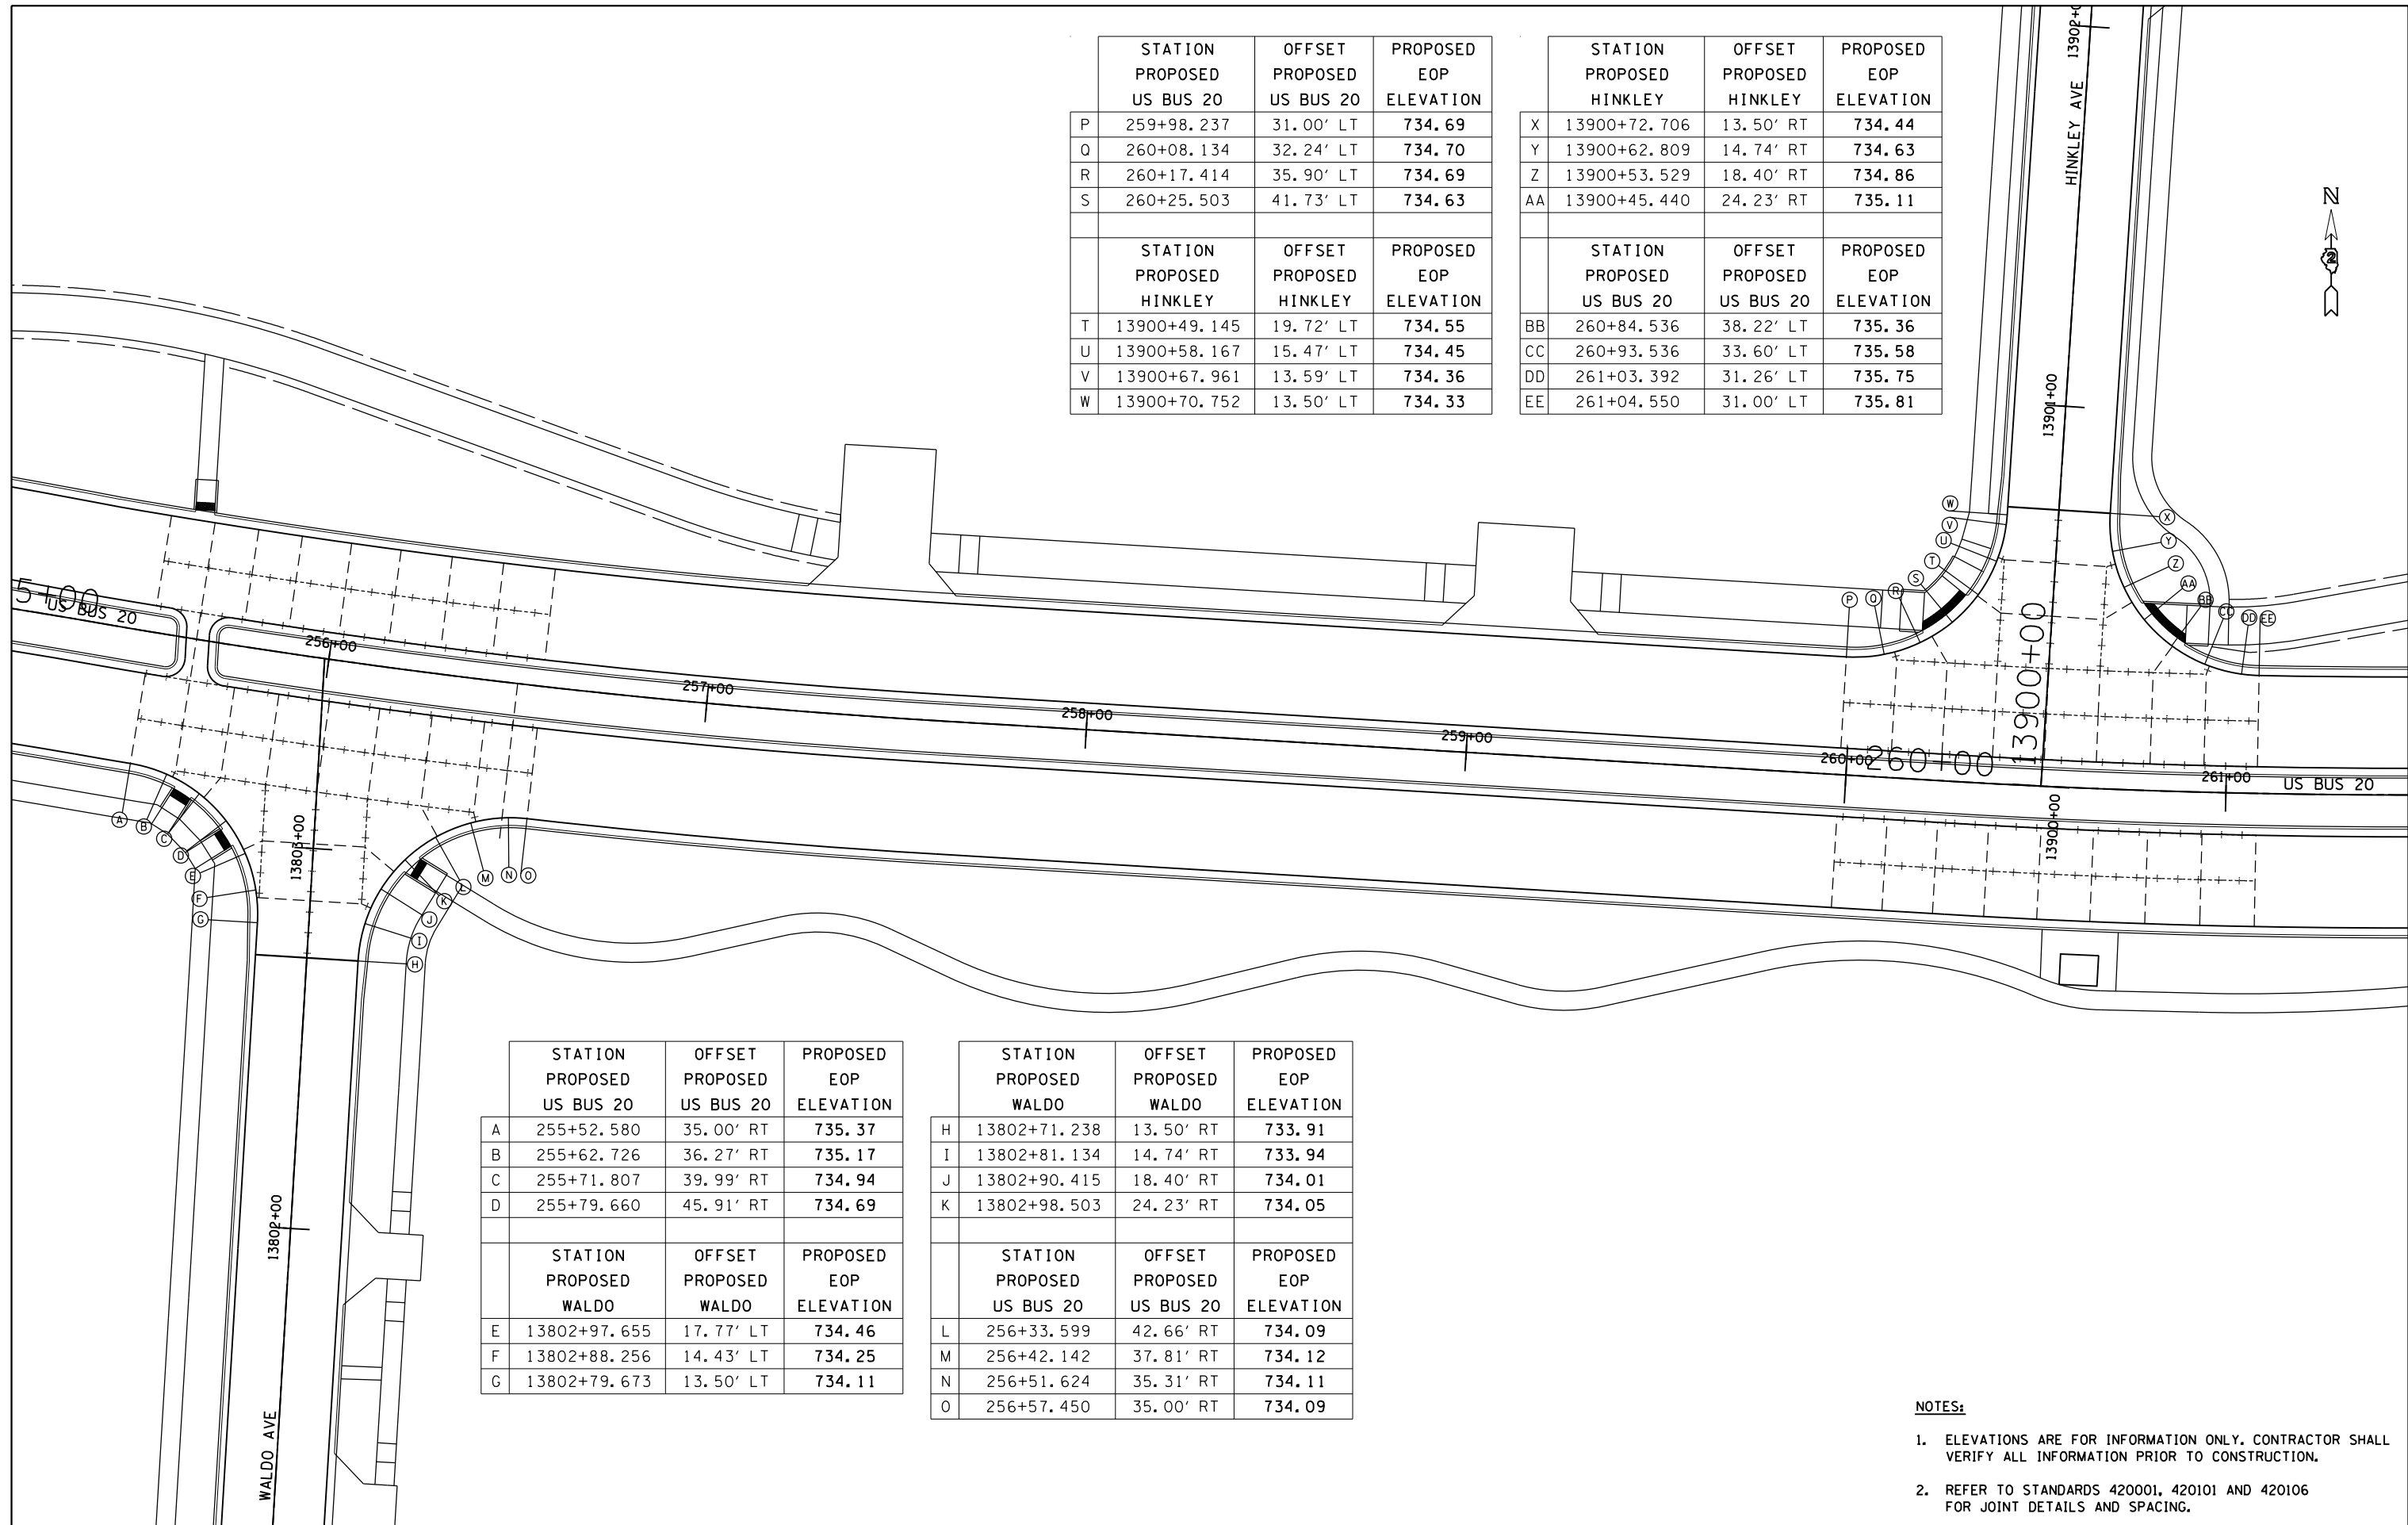 STATION OFFSET PROPOSED
PROPOSED PROPOSED EOP
US BUS 20 US BUS 20 ELEVATION
P 259+98.237 31.00' LT 734.69
Q 260+08.134 32.24' LT 734.70
R 260+17.414 35.90' LT 734.69
S 260+25.503 41.73' LT 734.63
STATION OFFSET PROPOSED
PROPOSED PROPOSED EOP
HINKLEY HINKLEY ELEVATION
T 13900+49.145 19.72' LT 734.55
U 13900+58.167 15.47' LT 734.45
V 13900+67.961 13.59' LT 734.36
W 13900+70.752 13.50' LT 734.33
STATION OFFSET PROPOSED
PROPOSED PROPOSED EOP
HINKLEY HINKLEY ELEVATION
X 13900+72.706 13.50' RT 734.44
Y 13900+62.809 14.74' RT 734.63
Z 13900+53.529 18.40' RT 734.86
AA 13900+45.440 24.23' RT 735.11
STATION OFFSET PROPOSED
PROPOSED PROPOSED EOP
US BUS 20 US BUS 20 ELEVATION
BB 260+84.536 38.22' LT 735.36
CC 260+93.536 33.60' LT 735.58
DD 261+03.392 31.26' LT 735.75
EE 261+04.550 31.00' LT 735.81
HINKLEY AVE
13901+00
N
2
W
V
U
T
S
R
Q
P
X
Y
Z
AA
BB
CC
DD
EE
US BUS 20
256+00
257+00
258+00
259+00
260+00
260+00
13900+00
13900+00
261+00
US BUS 20
A
B
C
D
E
F
G
13803+00
H
I
J
K
L
M
N
O
13802+00
WALDO AVE
STATION OFFSET PROPOSED
PROPOSED PROPOSED EOP
US BUS 20 US BUS 20 ELEVATION
A 255+52.580 35.00' RT 735.37
B 255+62.726 36.27' RT 735.17
C 255+71.807 39.99' RT 734.94
D 255+79.660 45.91' RT 734.69
STATION OFFSET PROPOSED
PROPOSED PROPOSED EOP
WALDO WALDO ELEVATION
E 13802+97.655 17.77' LT 734.46
F 13802+88.256 14.43' LT 734.25
G 13802+79.673 13.50' LT 734.11
STATION OFFSET PROPOSED
PROPOSED PROPOSED EOP
WALDO WALDO ELEVATION
H 13802+71.238 13.50' RT 733.91
I 13802+81.134 14.74' RT 733.94
J 13802+90.415 18.40' RT 734.01
K 13802+98.503 24.23' RT 734.05
STATION OFFSET PROPOSED
PROPOSED PROPOSED EOP
US BUS 20 US BUS 20 ELEVATION
L 256+33.599 42.66' RT 734.09
M 256+42.142 37.81' RT 734.12
N 256+51.624 35.31' RT 734.11
O 256+57.450 35.00' RT 734.09
NOTES:
1. ELEVATIONS ARE FOR INFORMATION ONLY. CONTRACTOR SHALL
VERIFY ALL INFORMATION PRIOR TO CONSTRUCTION.
2. REFER TO STANDARDS 420001, 420101 AND 420106
FOR JOINT DETAILS AND SPACING.